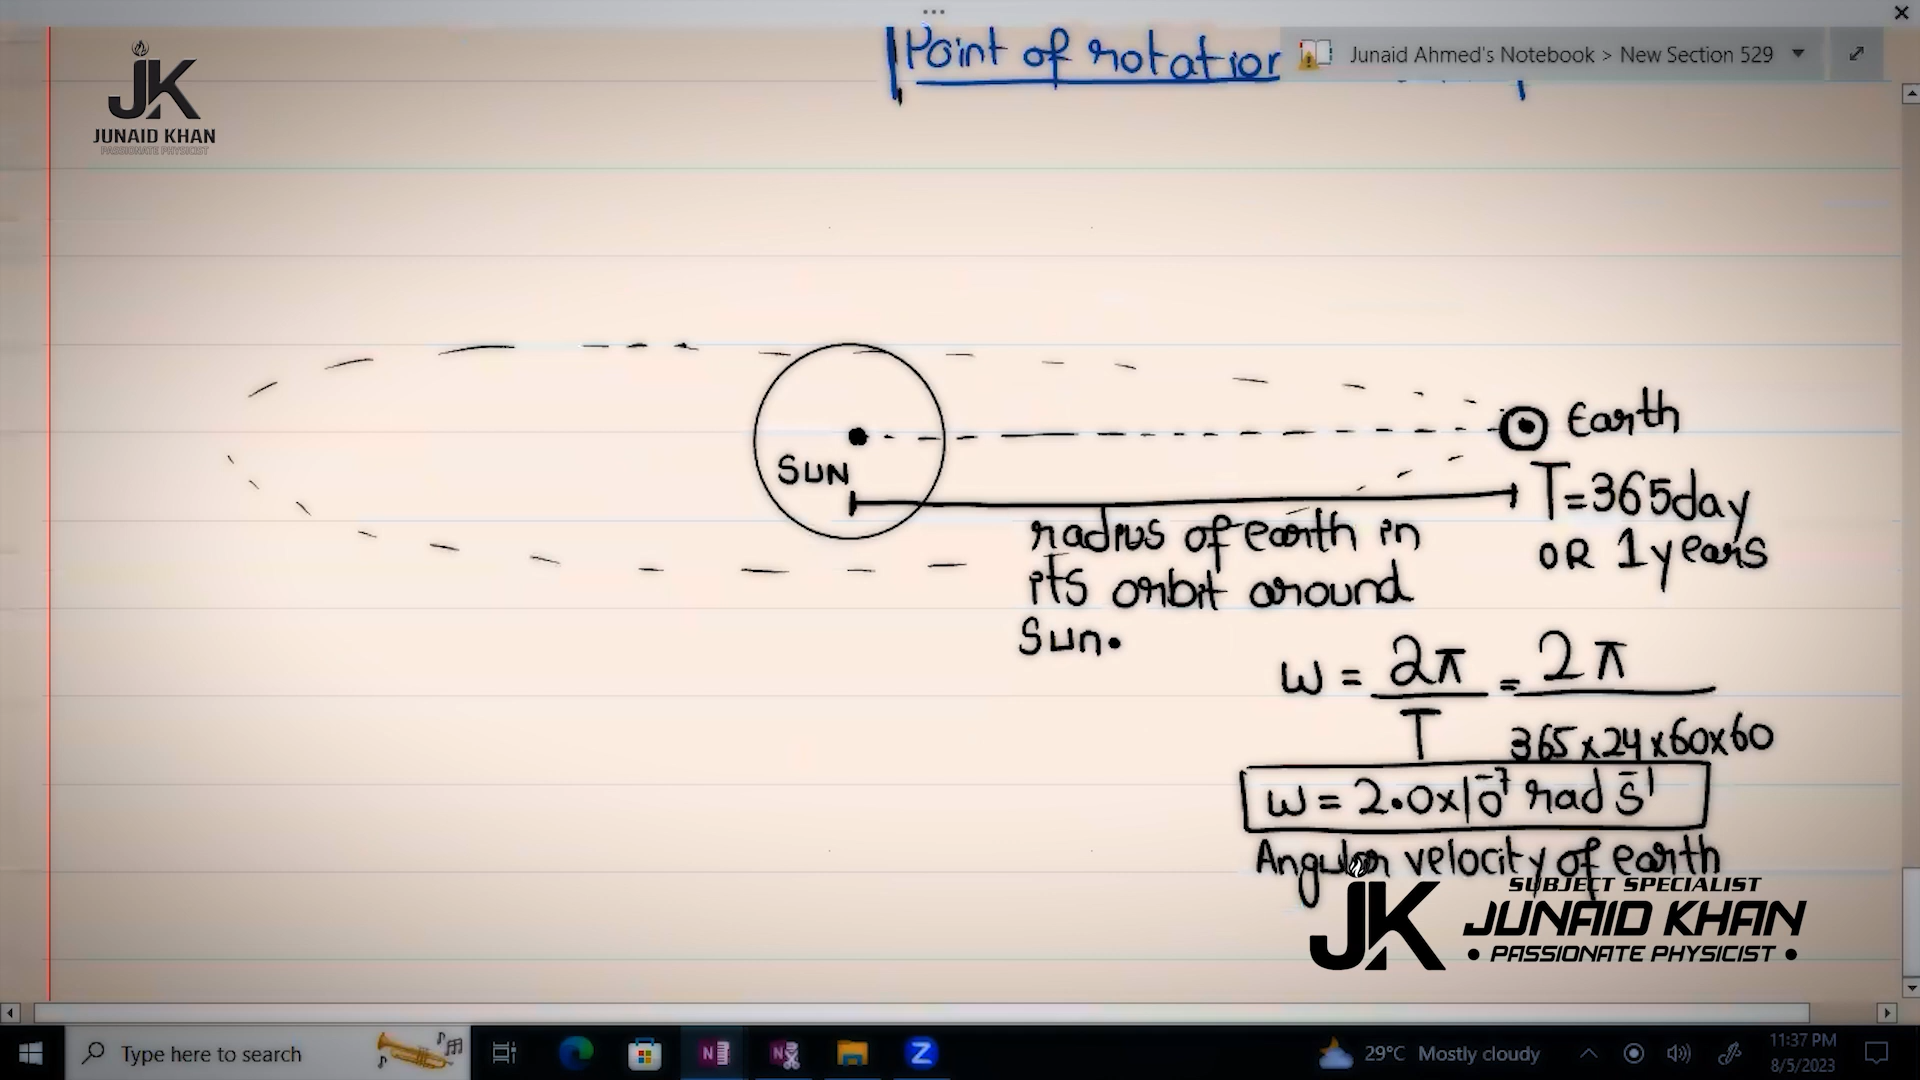 Point of rotation
Junaid Ahmed's Notebook > New Section 529
JK
JUNAID KHAN
PASSIONATE PHYSICIST
SUN
Earth
T=365day
OR 1years
radius of earth in
its orbit around
Sun.
ω = 2π/T = 2π/365x24x60x60
ω = 2.0x10⁻⁷ rad s⁻¹
Angular velocity of earth
JK
SUBJECT SPECIALIST
JUNAID KHAN
• PASSIONATE PHYSICIST •
Type here to search
29°C Mostly cloudy
11:37 PM
8/5/2023